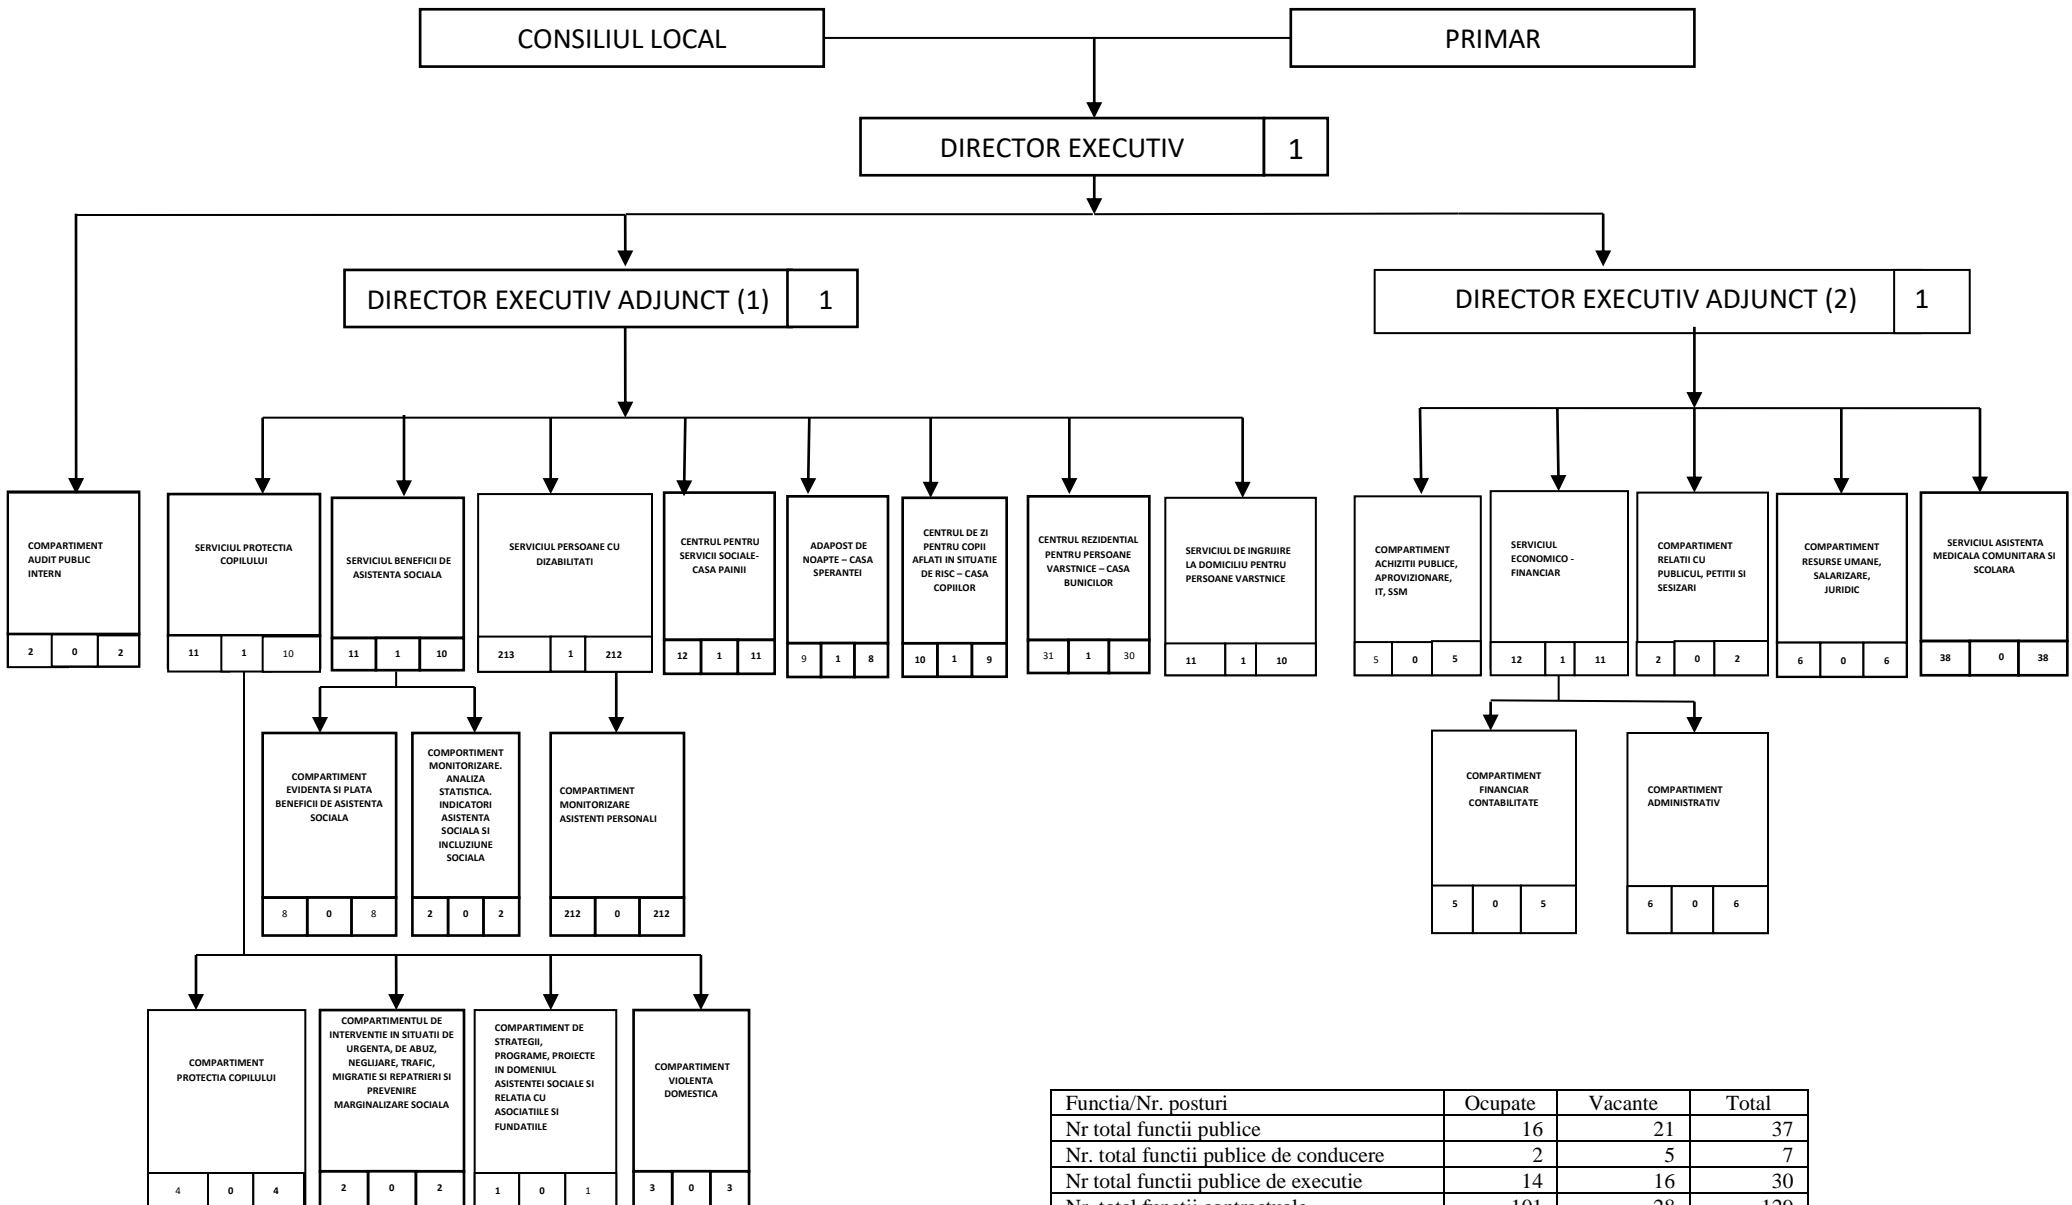 CONSILIUL LOCAL
PRIMAR
DIRECTOR EXECUTIV 1
DIRECTOR EXECUTIV ADJUNCT (1) 1
DIRECTOR EXECUTIV ADJUNCT (2) 1
COMPARTIMENT
AUDIT PUBLIC
INTERN
2 0 2
SERVICIUL PROTECTIA
COPILULUI
11 1 10
SERVICIUL BENEFICII DE
ASISTENTA SOCIALA
11 1 10
SERVICIUL PERSOANE CU
DIZABILITATI
213 1 212
CENTRUL PENTRU
SERVICII SOCIALE-
CASA PAINII
12 1 11
ADAPOST DE
NOAPTE – CASA
SPERANTEI
9 1 8
CENTRUL DE ZI
PENTRU COPII
AFLATI IN SITUATIE
DE RISC – CASA
COPIILOR
10 1 9
CENTRUL REZIDENTIAL
PENTRU PERSOANE
VARSTNICE – CASA
BUNICILOR
31 1 30
SERVICIUL DE INGRIJIRE
LA DOMICILIU PENTRU
PERSOANE VARSTNICE
11 1 10
COMPARTIMENT
ACHIZITII PUBLICE,
APROVIZIONARE,
IT, SSM
5 0 5
SERVICIUL
ECONOMICO -
FINANCIAR
12 1 11
COMPARTIMENT
RELATII CU
PUBLICUL, PETITII SI
SESIZARI
2 0 2
COMPARTIMENT
RESURSE UMANE,
SALARIZARE,
JURIDIC
6 0 6
SERVICIUL ASISTENTA
MEDICALA COMUNITARA SI
SCOLARA
38 0 38
COMPARTIMENT
EVIDENTA SI PLATA
BENEFICII DE ASISTENTA
SOCIALA
8 0 8
COMPORTIMENT
MONITORIZARE.
ANALIZA
STATISTICA.
INDICATORI
ASISTENTA
SOCIALA SI
INCLUZIUNE
SOCIALA
2 0 2
COMPARTIMENT
MONITORIZARE
ASISTENTI PERSONALI
212 0 212
COMPARTIMENT
FINANCIAR
CONTABILITATE
5 0 5
COMPARTIMENT
ADMINISTRATIV
6 0 6
COMPARTIMENT
PROTECTIA COPILULUI
4 0 4
COMPARTIMENTUL DE
INTERVENTIE IN SITUATII DE
URGENTA, DE ABUZ,
NEGLIJARE, TRAFIC,
MIGRATIE SI REPATRIERI SI
PREVENIRE
MARGINALIZARE SOCIALA
2 0 2
COMPARTIMENT DE
STRATEGII,
PROGRAME, PROIECTE
IN DOMENIUL
ASISTENTEI SOCIALE SI
RELATIA CU
ASOCIATIILE SI
FUNDATIILE
1 0 1
COMPARTIMENT
VIOLENTA
DOMESTICA
3 0 3
Functia/Nr. posturi Ocupate Vacante Total
Nr total functii publice 16 21 37
Nr. total functii publice de conducere 2 5 7
Nr total functii publice de executie 14 16 30
Nr. total functii contractuale 101 28 129